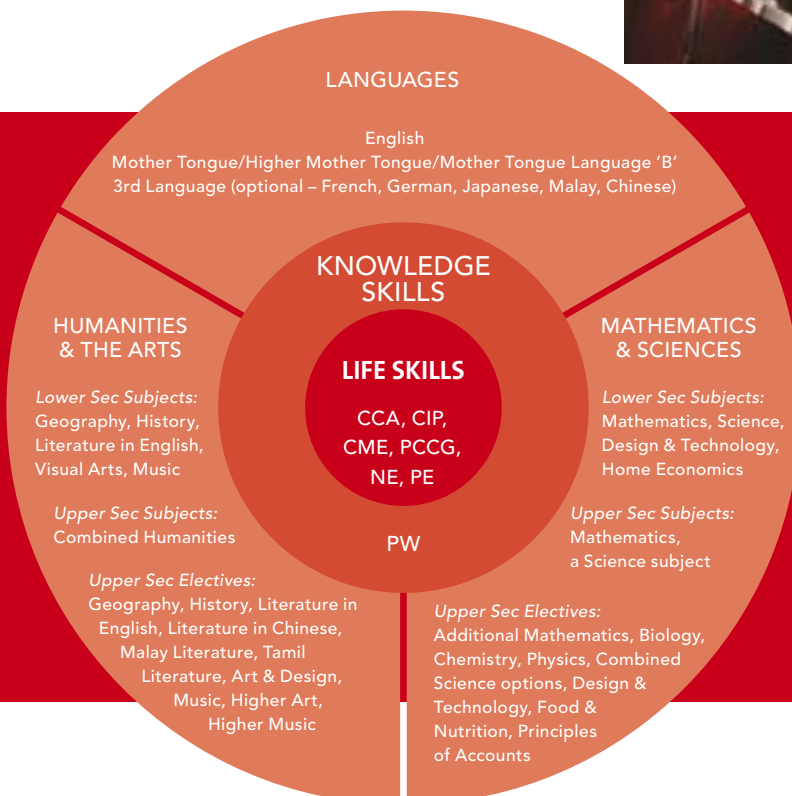 LANGUAGES
English
Mother Tongue/Higher Mother Tongue/Mother Tongue Language ‘B’
3rd Language (optional – French, German, Japanese, Malay, Chinese)
KNOWLEDGE
SKILLS
LIFE SKILLS
CCA, CIP,
CME, PCCG,
NE, PE
PW
HUMANITIES
& THE ARTS
Lower Sec Subjects:
Geography, History,
Literature in English,
Visual Arts, Music
Upper Sec Subjects:
Combined Humanities
Upper Sec Electives:
Geography, History, Literature in
English, Literature in Chinese,
Malay Literature, Tamil
Literature, Art & Design,
Music, Higher Art,
Higher Music
MATHEMATICS
& SCIENCES
Lower Sec Subjects:
Mathematics, Science,
Design & Technology,
Home Economics
Upper Sec Subjects:
Mathematics,
a Science subject
Upper Sec Electives:
Additional Mathematics, Biology,
Chemistry, Physics, Combined
Science options, Design &
Technology, Food &
Nutrition, Principles
of Accounts